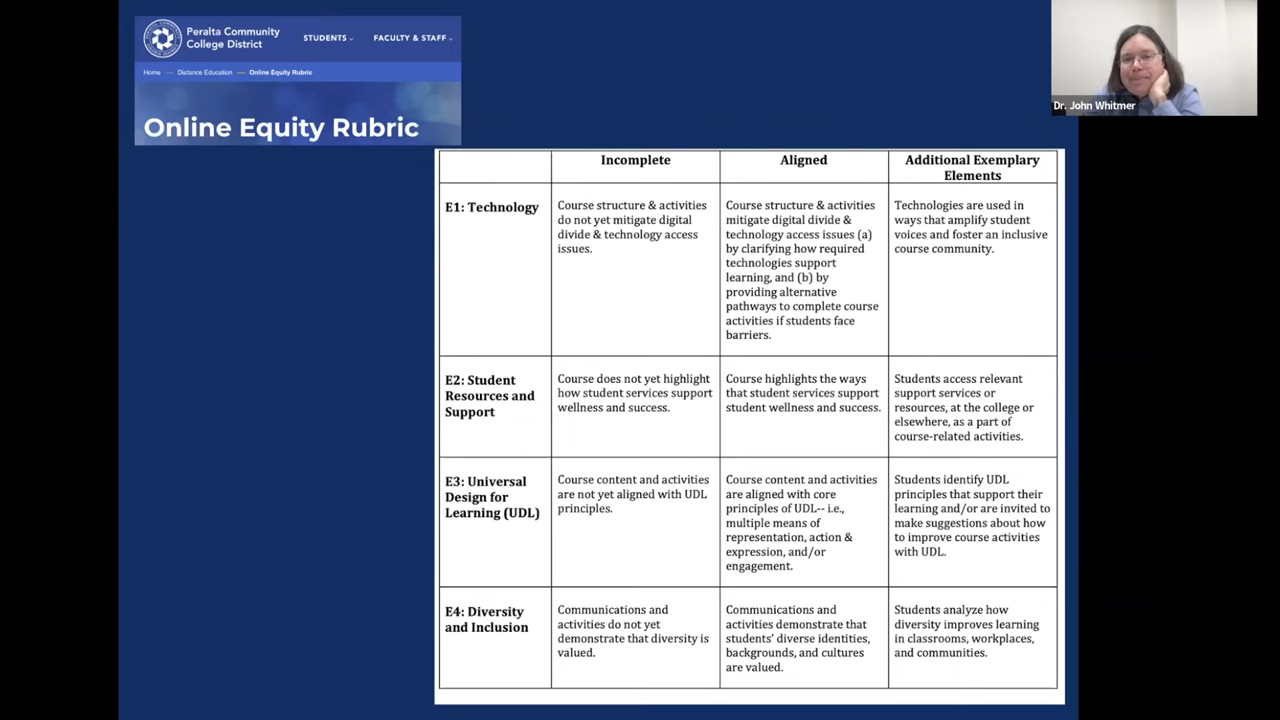 Peralta Community
College District
STUDENTS
FACULTY & STAFF
Home — Distance Education — Online Equity Rubric
Online Equity Rubric
Dr. John Whitmer
Incomplete
Aligned
Additional Exemplary
Elements
E1: Technology
Course structure & activities
do not yet mitigate digital
divide & technology access
issues.
Course structure & activities
mitigate digital divide &
technology access issues (a)
by clarifying how required
technologies support
learning, and (b) by
providing alternative
pathways to complete course
activities if students face
barriers.
Technologies are used in
ways that amplify student
voices and foster an inclusive
course community.
E2: Student
Resources and
Support
Course does not yet highlight
how student services support
wellness and success.
Course highlights the ways
that student services support
student wellness and success.
Students access relevant
support services or
resources, at the college or
elsewhere, as a part of
course-related activities.
E3: Universal
Design for
Learning (UDL)
Course content and activities
are not yet aligned with UDL
principles.
Course content and activities
are aligned with core
principles of UDL-- i.e.,
multiple means of
representation, action &
expression, and/or
engagement.
Students identify UDL
principles that support their
learning and/or are invited to
make suggestions about how
to improve course activities
with UDL.
E4: Diversity
and Inclusion
Communications and
activities do not yet
demonstrate that diversity is
valued.
Communications and
activities demonstrate that
students' diverse identities,
backgrounds, and cultures
are valued.
Students analyze how
diversity improves learning
in classrooms, workplaces,
and communities.